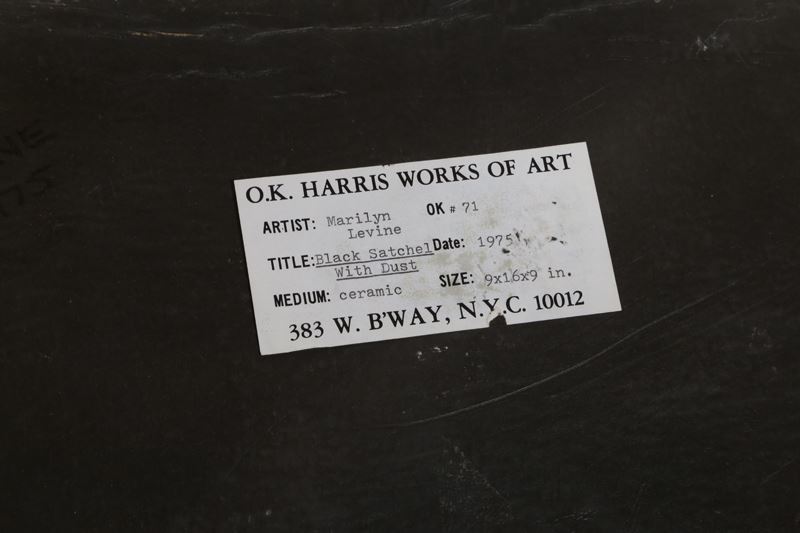 O.K. HARRIS WORKS OF ART
ARTIST: Marilyn Levine OK # 71
TITLE: Black Satchel With Dust Date: 1975
MEDIUM: ceramic SIZE: 9x16x9 in.
383 W. B'WAY, N.Y.C. 10012